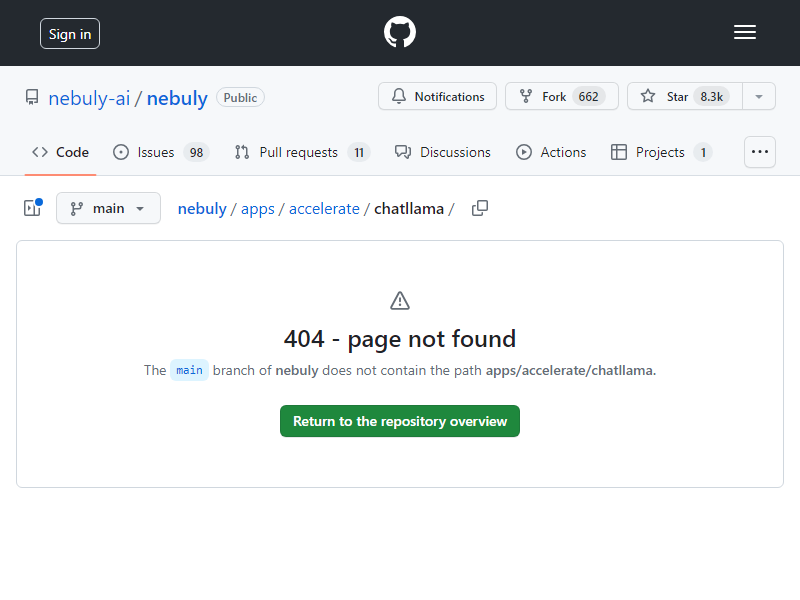 Sign in
nebuly-ai / nebuly Public
Notifications
Fork 662
Star 8.3k
Code
Issues 98
Pull requests 11
Discussions
Actions
Projects 1
main
nebuly / apps / accelerate / chatllama /
404 - page not found
The main branch of nebuly does not contain the path apps/accelerate/chatllama.
Return to the repository overview